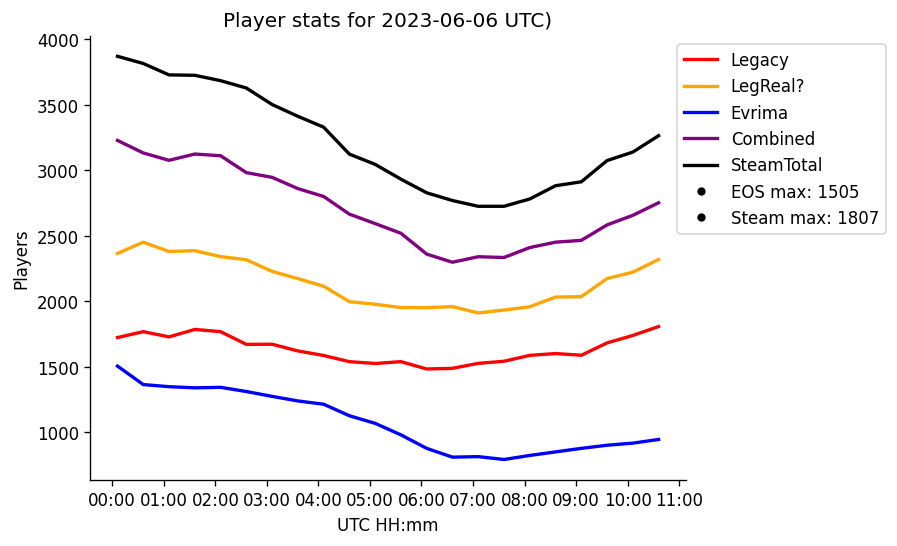 Player stats for 2023-06-06 UTC)
4000
3500
3000
2500
2000
1500
1000
Players
00:00 01:00 02:00 03:00 04:00 05:00 06:00 07:00 08:00 09:00 10:00 11:00
UTC HH:mm
Legacy
LegReal?
Evrima
Combined
SteamTotal
EOS max: 1505
Steam max: 1807